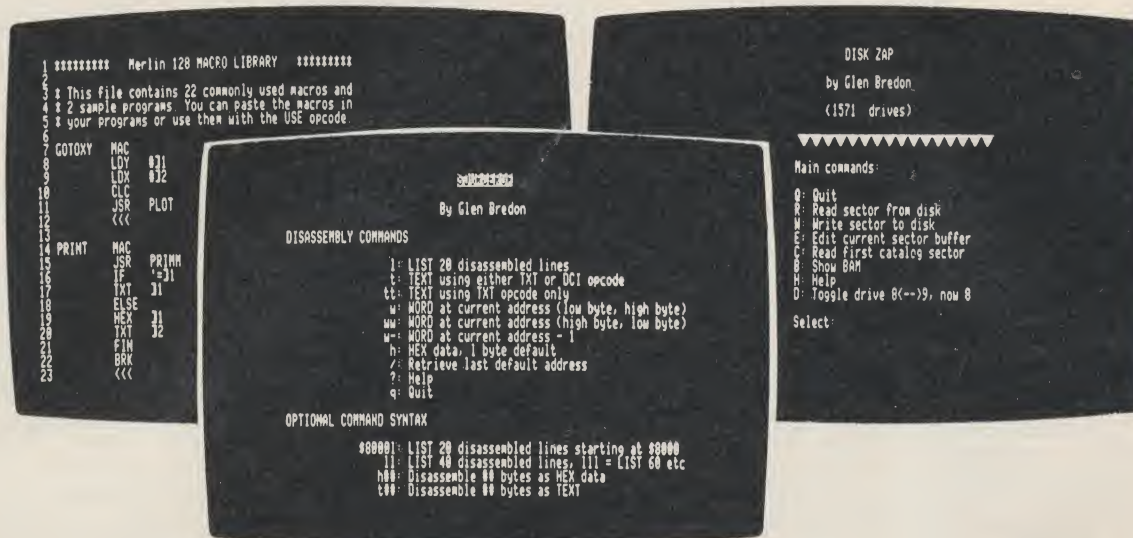 1 ********* Merlin 128 MACRO LIBRARY *********
2
3 * This file contains 22 commonly used macros and
4 * 2 sample programs. You can paste the macros in
5 * your programs or use them with the USE opcode
6
7 GOTOXY MAC
8 LDY #]1
9 LDX #]2
10 CLC
11 JSR PLOT
12 <<<
13
14 PRINT MAC
15 JSR PRIMM
16 IF '=]1
17 TXT ]1
18 ELSE
19 HEX ]1
20 TXT ]2
21 FIN
22 BRK
23 <<<
By Glen Bredon
DISASSEMBLY COMMANDS
l: LIST 20 disassembled lines
t: TEXT using either TXT or DCI opcode
tt: TEXT using TXT opcode only
w: WORD at current address (low byte, high byte)
ww: WORD at current address (high byte, low byte)
w-: WORD at current address - 1
h: HEX data, 1 byte default
/: Retrieve last default address
?: Help
q: Quit
OPTIONAL COMMAND SYNTAX
$8000l: LIST 20 disassembled lines starting at $8000
ll: LIST 40 disassembled lines, lll = LIST 60 etc
h##: Disassemble ## bytes as HEX data
t##: Disassemble ## bytes as TEXT
DISK ZAP
by Glen Bredon
(1571 drives)
Main commands:
Q: Quit
R: Read sector from disk
W: Write sector to disk
E: Edit current sector buffer
C: Read first catalog sector
B: Show BAM
H: Help
D: Toggle drive 8<-->9, now 8
Select: